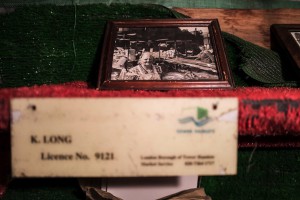 K. LONG
Licence No. 9121
London Borough of Tower Hamlets
Market Service